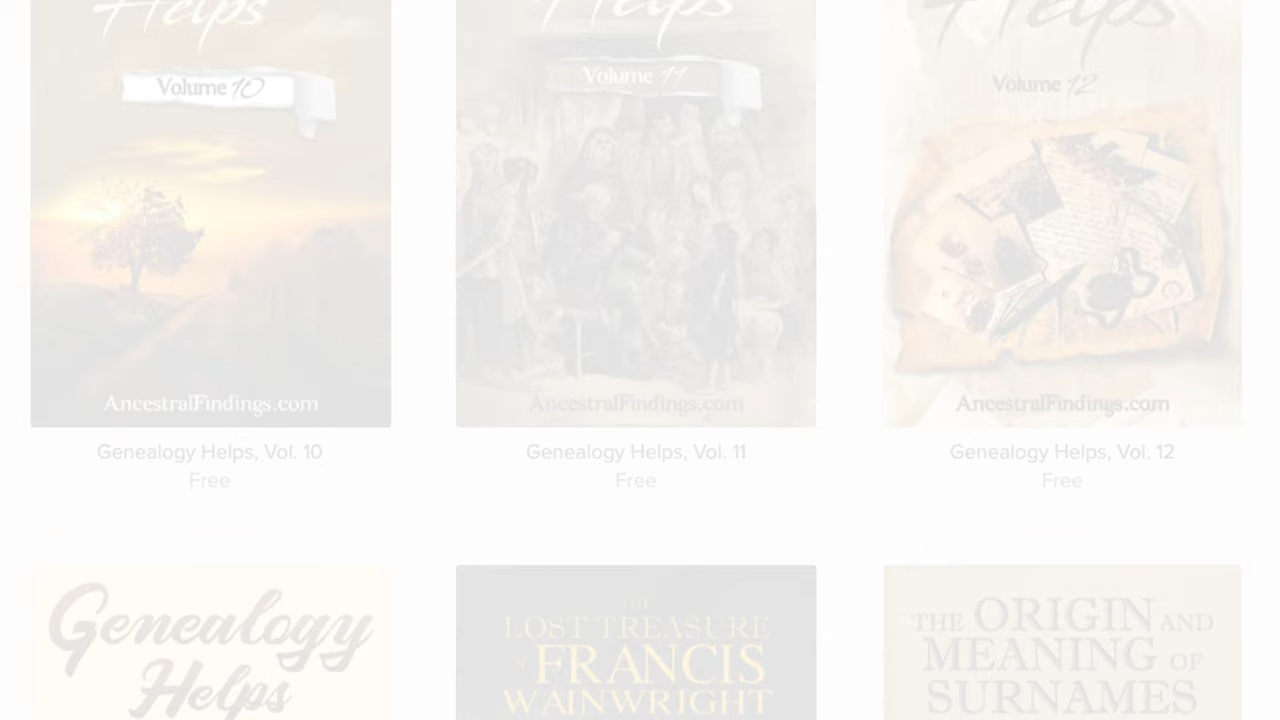 Helps
Helps
Helps
Volume 10
Volume 11
Volume 12
AncestralFindings.com
AncestralFindings.com
AncestralFindings.com
Genealogy Helps, Vol. 10
Genealogy Helps, Vol. 11
Genealogy Helps, Vol. 12
Free
Free
Free
Genealogy
Helps
THE
LOST TREASURE
OF FRANCIS
WAINWRIGHT
THE ORIGIN AND
MEANING OF
SURNAMES